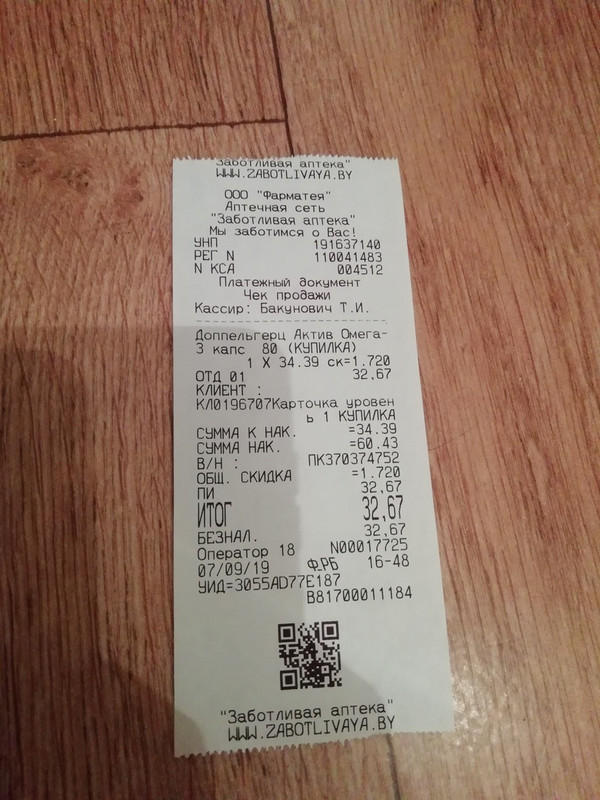 Заботливая аптека"
WWW.ZABOTLIVAYA.BY
ООО "Фарматея"
Аптечная сеть
"Заботливая аптека"
Мы заботимся о Вас!
УНП 191637140
РЕГ N 110041483
N КСА 004512
Платежный документ
Чек продажи
Кассир: Бакунович Т.И.
Доппельгерц Актив Омега-
3 капс 80 (КУПИЛКА)
1 X 34.39 ск=1.720
ОТД 01 32,67
КЛИЕНТ :
КЛ0196707Карточка уровен
ь 1 КУПИЛКА
СУММА К НАК. =34.39
СУММА НАК. =60.43
В/Н : ПК370374752
ОБЩ. СКИДКА =1.720
ПИ 32,67
ИТОГ 32,67
БЕЗНАЛ. 32,67
Оператор 18 N00017725
07/09/19 Ф.РБ 16-48
УИД=3055AD77E187
B81700011184
"Заботливая аптека"
WWW.ZABOTLIVAYA.BY